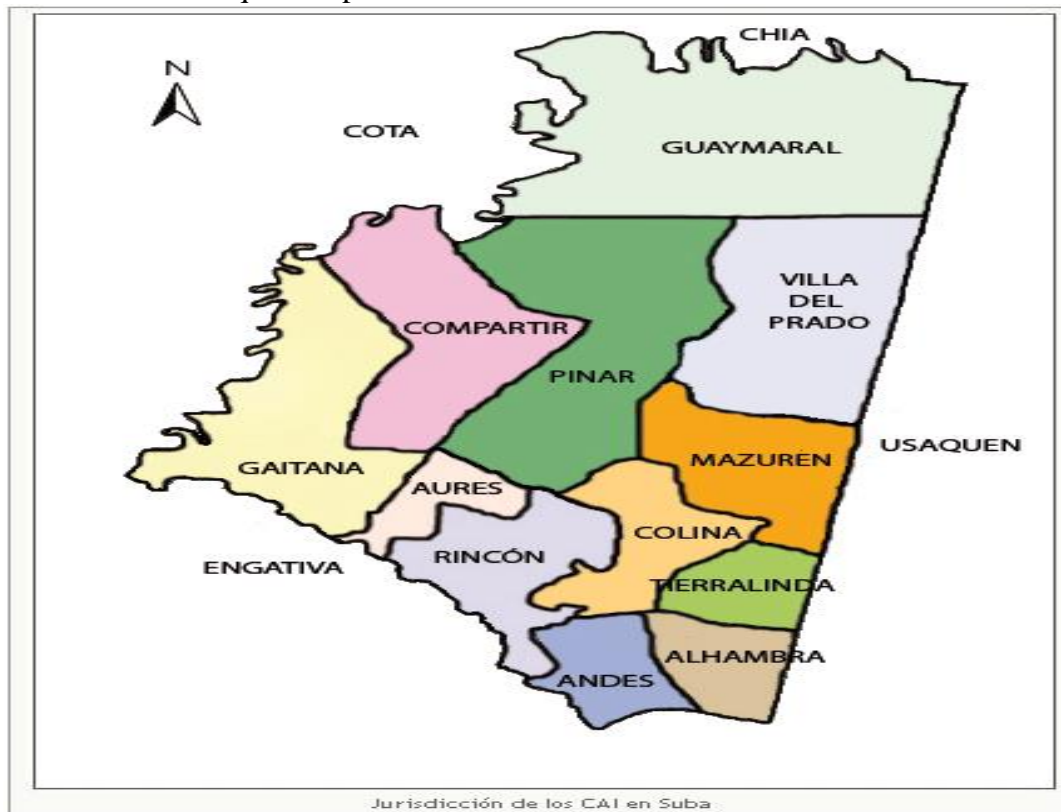 CHIA
N
COTA
GUAYMARAL
VILLA
DEL
PRADO
COMPARTIR
PINAR
USAQUEN
MAZUREN
GAITANA
AURES
COLINA
RINCÓN
ENGATIVA
TIERRALINDA
ALHAMBRA
ANDES
Jurisdicción de los CAI en Suba